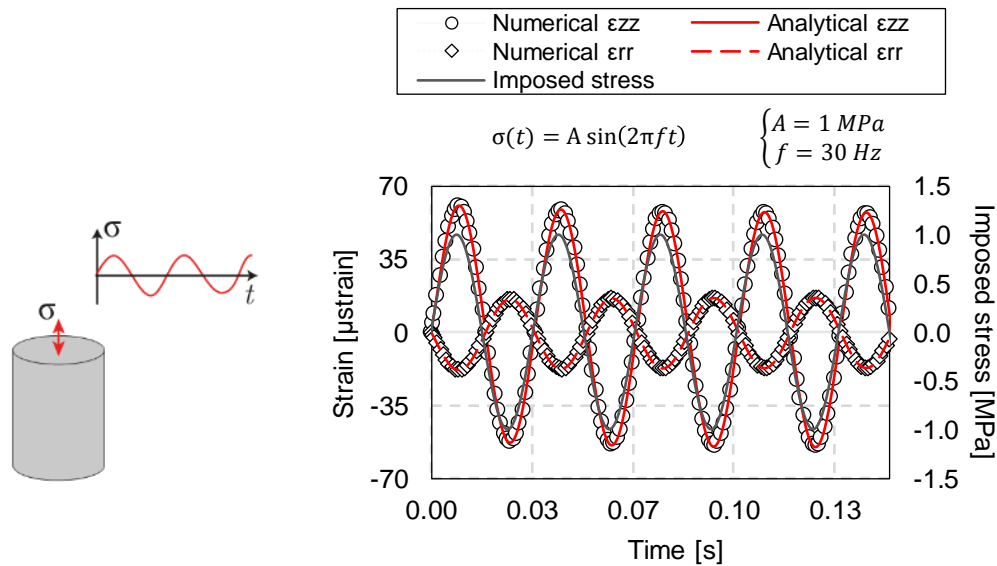 Numerical εzz
Analytical εzz
Numerical εrr
Analytical εrr
Imposed stress
σ(t) = A sin(2πft)
{A = 1 MPa
f = 30 Hz
σ
t
σ
Strain [μstrain]
70
35
0
-35
-70
1.5
1.0
0.5
0.0
-0.5
-1.0
-1.5
Imposed stress [MPa]
0.00
0.03
0.07
0.10
0.13
Time [s]